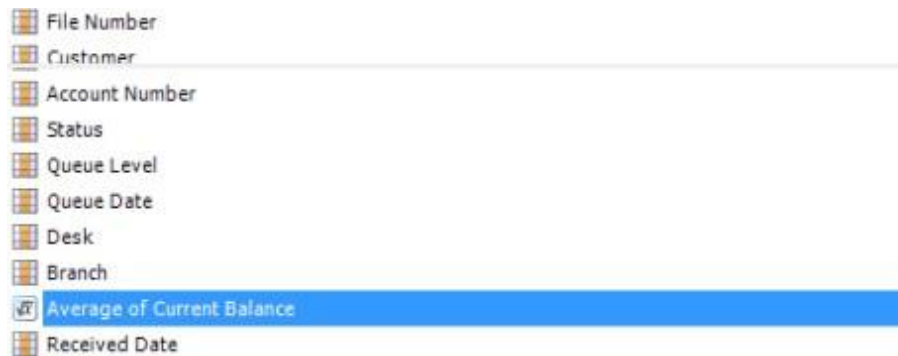 File Number
Customer
Account Number
Status
Queue Level
Queue Date
Desk
Branch
Average of Current Balance
Received Date